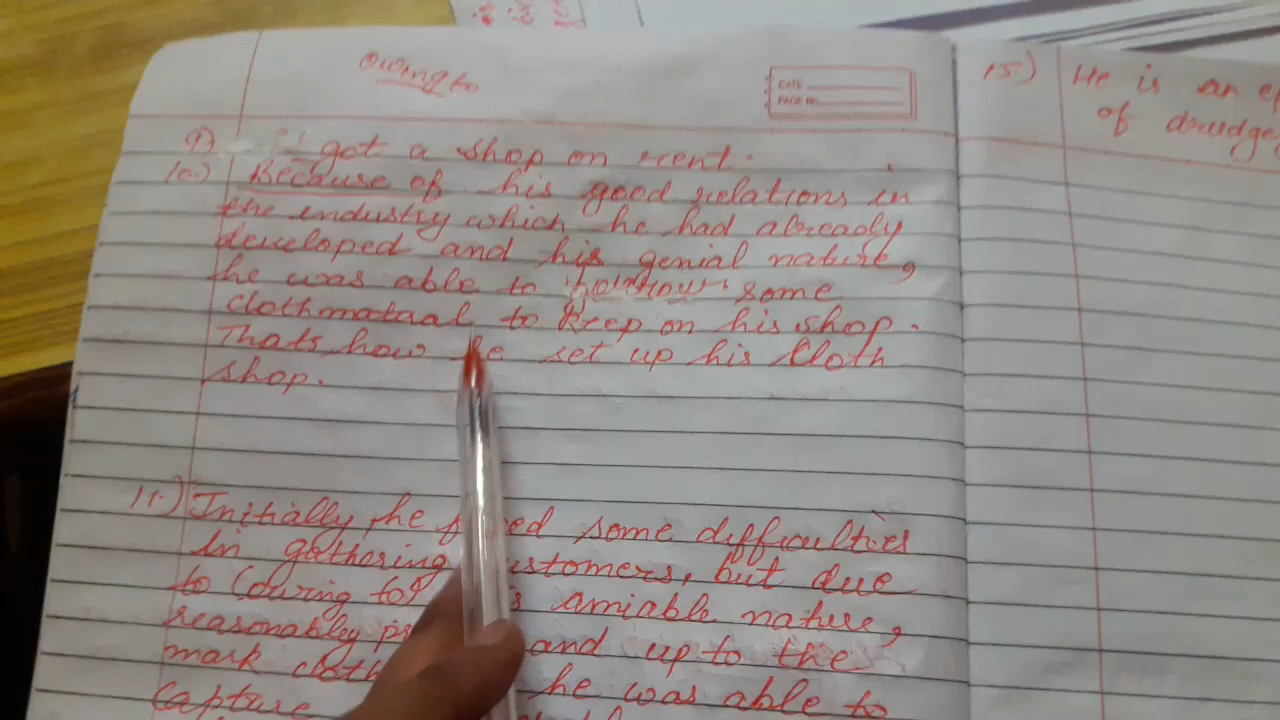 owing to
DATE
PAGE NO.
9) I got a shop on rent.
10.) Because of his good relations in
the industry which he had already
developed and his genial nature,
he was able to some
clothmataal to keep on his shop.
Thats how he set up his cloth
shop.
11.) Initially, he some difficulties
in gathering ustomers, but due
to (owing to) amiable nature,
reasonably and up to the
mark cloth he was able to
capture
15.) He is an
of drudge